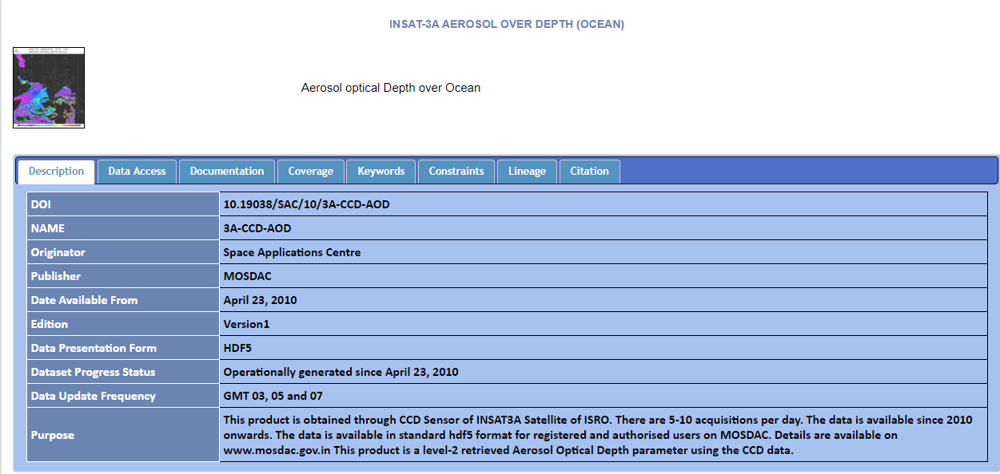 INSAT-3A AEROSOL OVER DEPTH (OCEAN)
Aerosol optical Depth over Ocean
Description Data Access Documentation Coverage Keywords Constraints Lineage Citation
DOI 10.19038/SAC/10/3A-CCD-AOD
NAME 3A-CCD-AOD
Originator Space Applications Centre
Publisher MOSDAC
Date Available From April 23, 2010
Edition Version1
Data Presentation Form HDF5
Dataset Progress Status Operationally generated since April 23, 2010
Data Update Frequency GMT 03, 05 and 07
Purpose This product is obtained through CCD Sensor of INSAT3A Satellite of ISRO. There are 5-10 acquisitions per day. The data is available since 2010
onwards. The data is available in standard hdf5 format for registered and authorised users on MOSDAC. Details are available on
www.mosdac.gov.in This product is a level-2 retrieved Aerosol Optical Depth parameter using the CCD data.